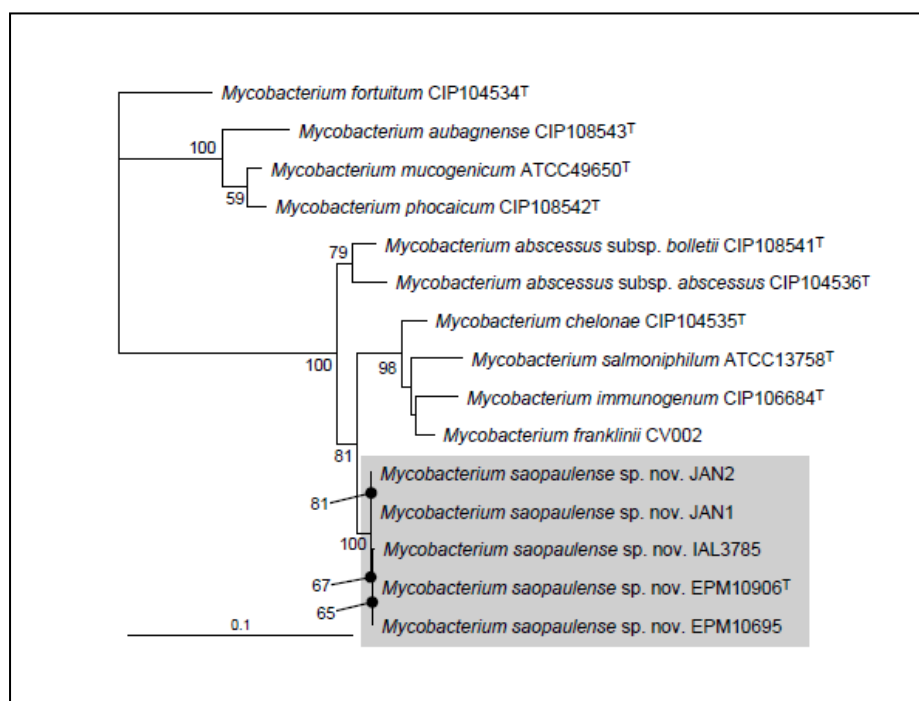 Mycobacterium fortuitum CIP104534ᵀ
Mycobacterium aubagnense CIP108543ᵀ
100
Mycobacterium mucogenicum ATCC49650ᵀ
59
Mycobacterium phocaicum CIP108542ᵀ
Mycobacterium abscessus subsp. bolletii CIP108541ᵀ
79
Mycobacterium abscessus subsp. abscessus CIP104536ᵀ
Mycobacterium chelonae CIP104535ᵀ
100
98
Mycobacterium salmoniphilum ATCC13758ᵀ
Mycobacterium immunogenum CIP106684ᵀ
Mycobacterium franklinii CV002
81
Mycobacterium saopaulense sp. nov. JAN2
81
Mycobacterium saopaulense sp. nov. JAN1
100
Mycobacterium saopaulense sp. nov. IAL3785
67
Mycobacterium saopaulense sp. nov. EPM10906ᵀ
65
Mycobacterium saopaulense sp. nov. EPM10695
0.1